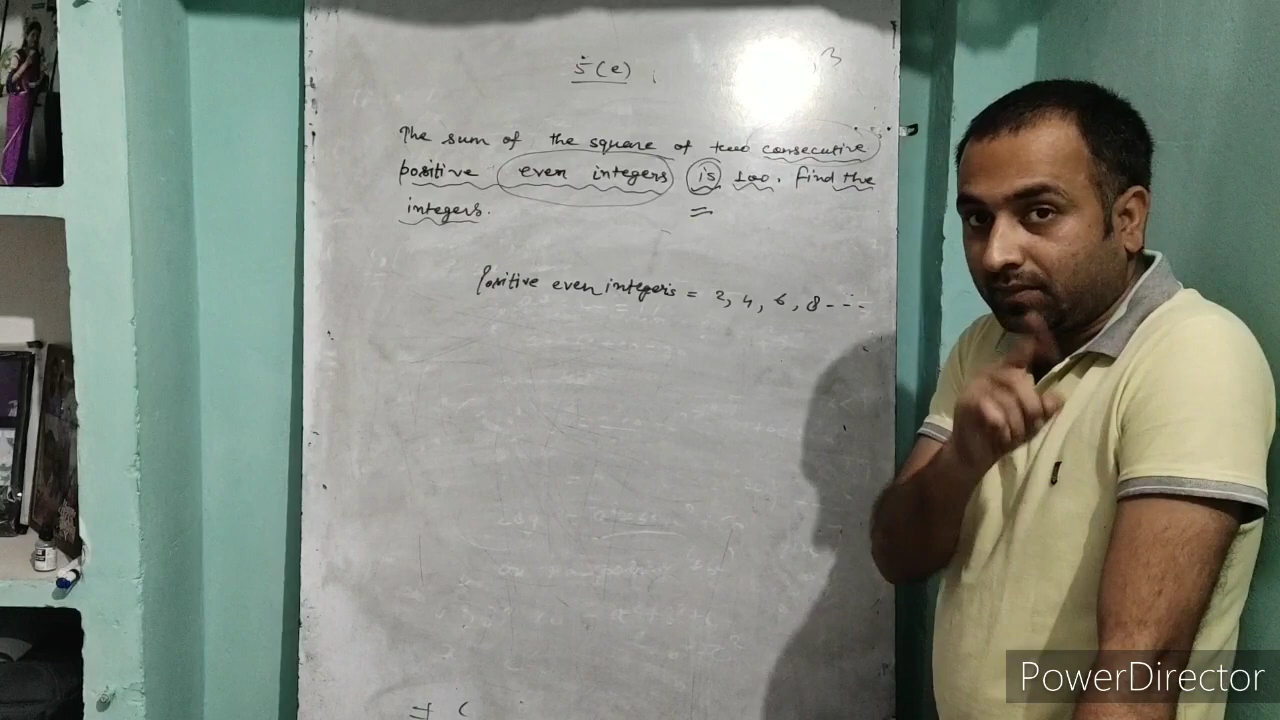 5(e)
The sum of the square of two consecutive
positive even integers is 100. Find the
integers.
Positive even integers = 2, 4, 6, 8 - - -
PowerDirector